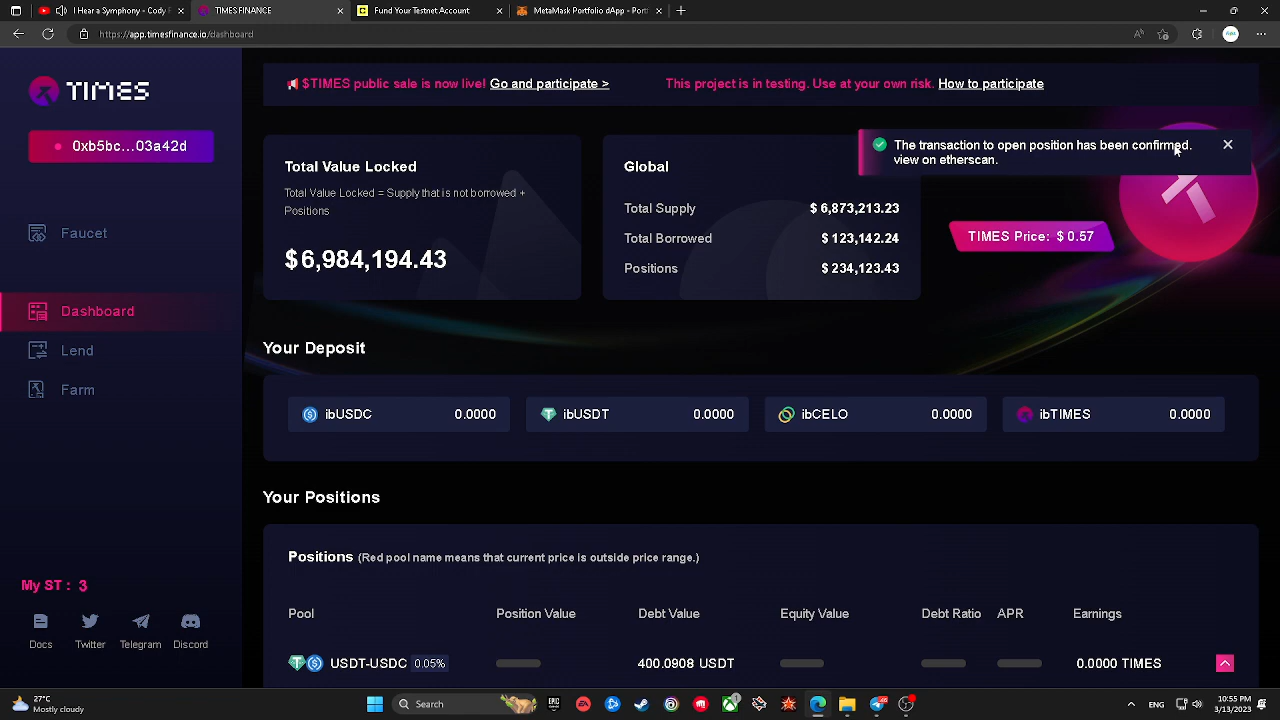 I Hear a Symphony - Cody F
TIMES FINANCE
Fund Your Testnet Account
MetaMask Portfolio dApp - Port
https://app.timesfinance.io/dashboard
TIMES
$TIMES public sale is now live! Go and participate >
This project is in testing. Use at your own risk. How to participate
0xb5bc...03a42d
The transaction to open position has been confirmed.
view on etherscan.
Total Value Locked
Total Value Locked = Supply that is not borrowed +
Positions
$6,984,194.43
Global
Total Supply $ 6,873,213.23
Total Borrowed $ 123,142.24
Positions $ 234,123.43
TIMES Price: $ 0.57
Faucet
Dashboard
Lend
Farm
Your Deposit
ibUSDC 0.0000
ibUSDT 0.0000
ibCELO 0.0000
ibTIMES 0.0000
Your Positions
Positions (Red pool name means that current price is outside price range.)
Pool Position Value Debt Value Equity Value Debt Ratio APR Earnings
USDT-USDC 0.05% 400.0908 USDT 0.0000 TIMES
My ST : 3
Docs Twitter Telegram Discord
27°C
Mostly cloudy
Search
ENG
10:55 PM
3/13/2023